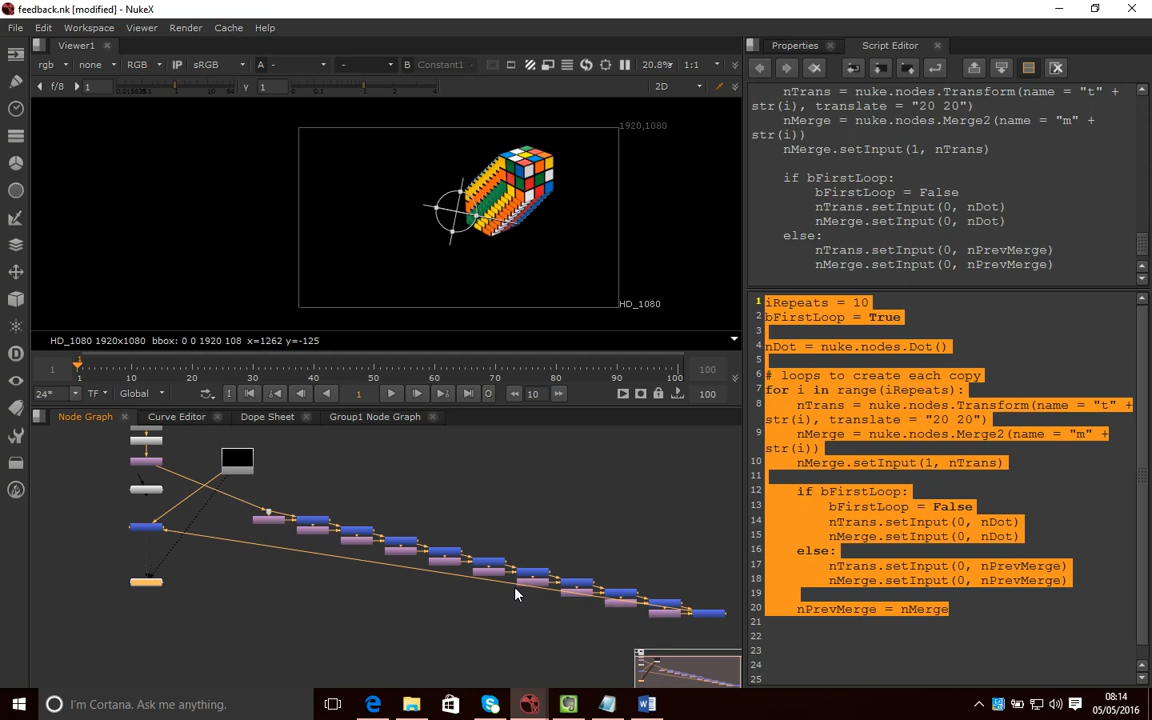 feedback.nk [modified] - NukeX
File Edit Workspace Viewer Render Cache Help
Viewer1
rgb none RGB IP sRGB A - - B Constant1 20.8% 1:1
f/8 1 Y 1 2D
1920,1080
HD_1080
HD_1080 1920x1080 bbox: 0 0 1920 108 x=1262 y=-125
1 1 10 20 30 40 50 60 70 80 90 100 100
24* TF Global 1 10 100
Node Graph Curve Editor Dope Sheet Group1 Node Graph
Properties Script Editor
nTrans = nuke.nodes.Transform(name = "t" +
str(i), translate = "20 20")
nMerge = nuke.nodes.Merge2(name = "m" +
str(i))
nMerge.setInput(1, nTrans)
if bFirstLoop:
bFirstLoop = False
nTrans.setInput(0, nDot)
nMerge.setInput(0, nDot)
else:
nTrans.setInput(0, nPrevMerge)
nMerge.setInput(0, nPrevMerge)
1 iRepeats = 10
2 bFirstLoop = True
3
4 nDot = nuke.nodes.Dot()
5
6 # loops to create each copy
7 for i in range(iRepeats):
8 nTrans = nuke.nodes.Transform(name = "t" +
str(i), translate = "20 20")
9 nMerge = nuke.nodes.Merge2(name = "m" +
str(i))
10 nMerge.setInput(1, nTrans)
11
12 if bFirstLoop:
13 bFirstLoop = False
14 nTrans.setInput(0, nDot)
15 nMerge.setInput(0, nDot)
16 else:
17 nTrans.setInput(0, nPrevMerge)
18 nMerge.setInput(0, nPrevMerge)
19
20 nPrevMerge = nMerge
21
22
23
24
25
I'm Cortana. Ask me anything.
08:14
05/05/2016